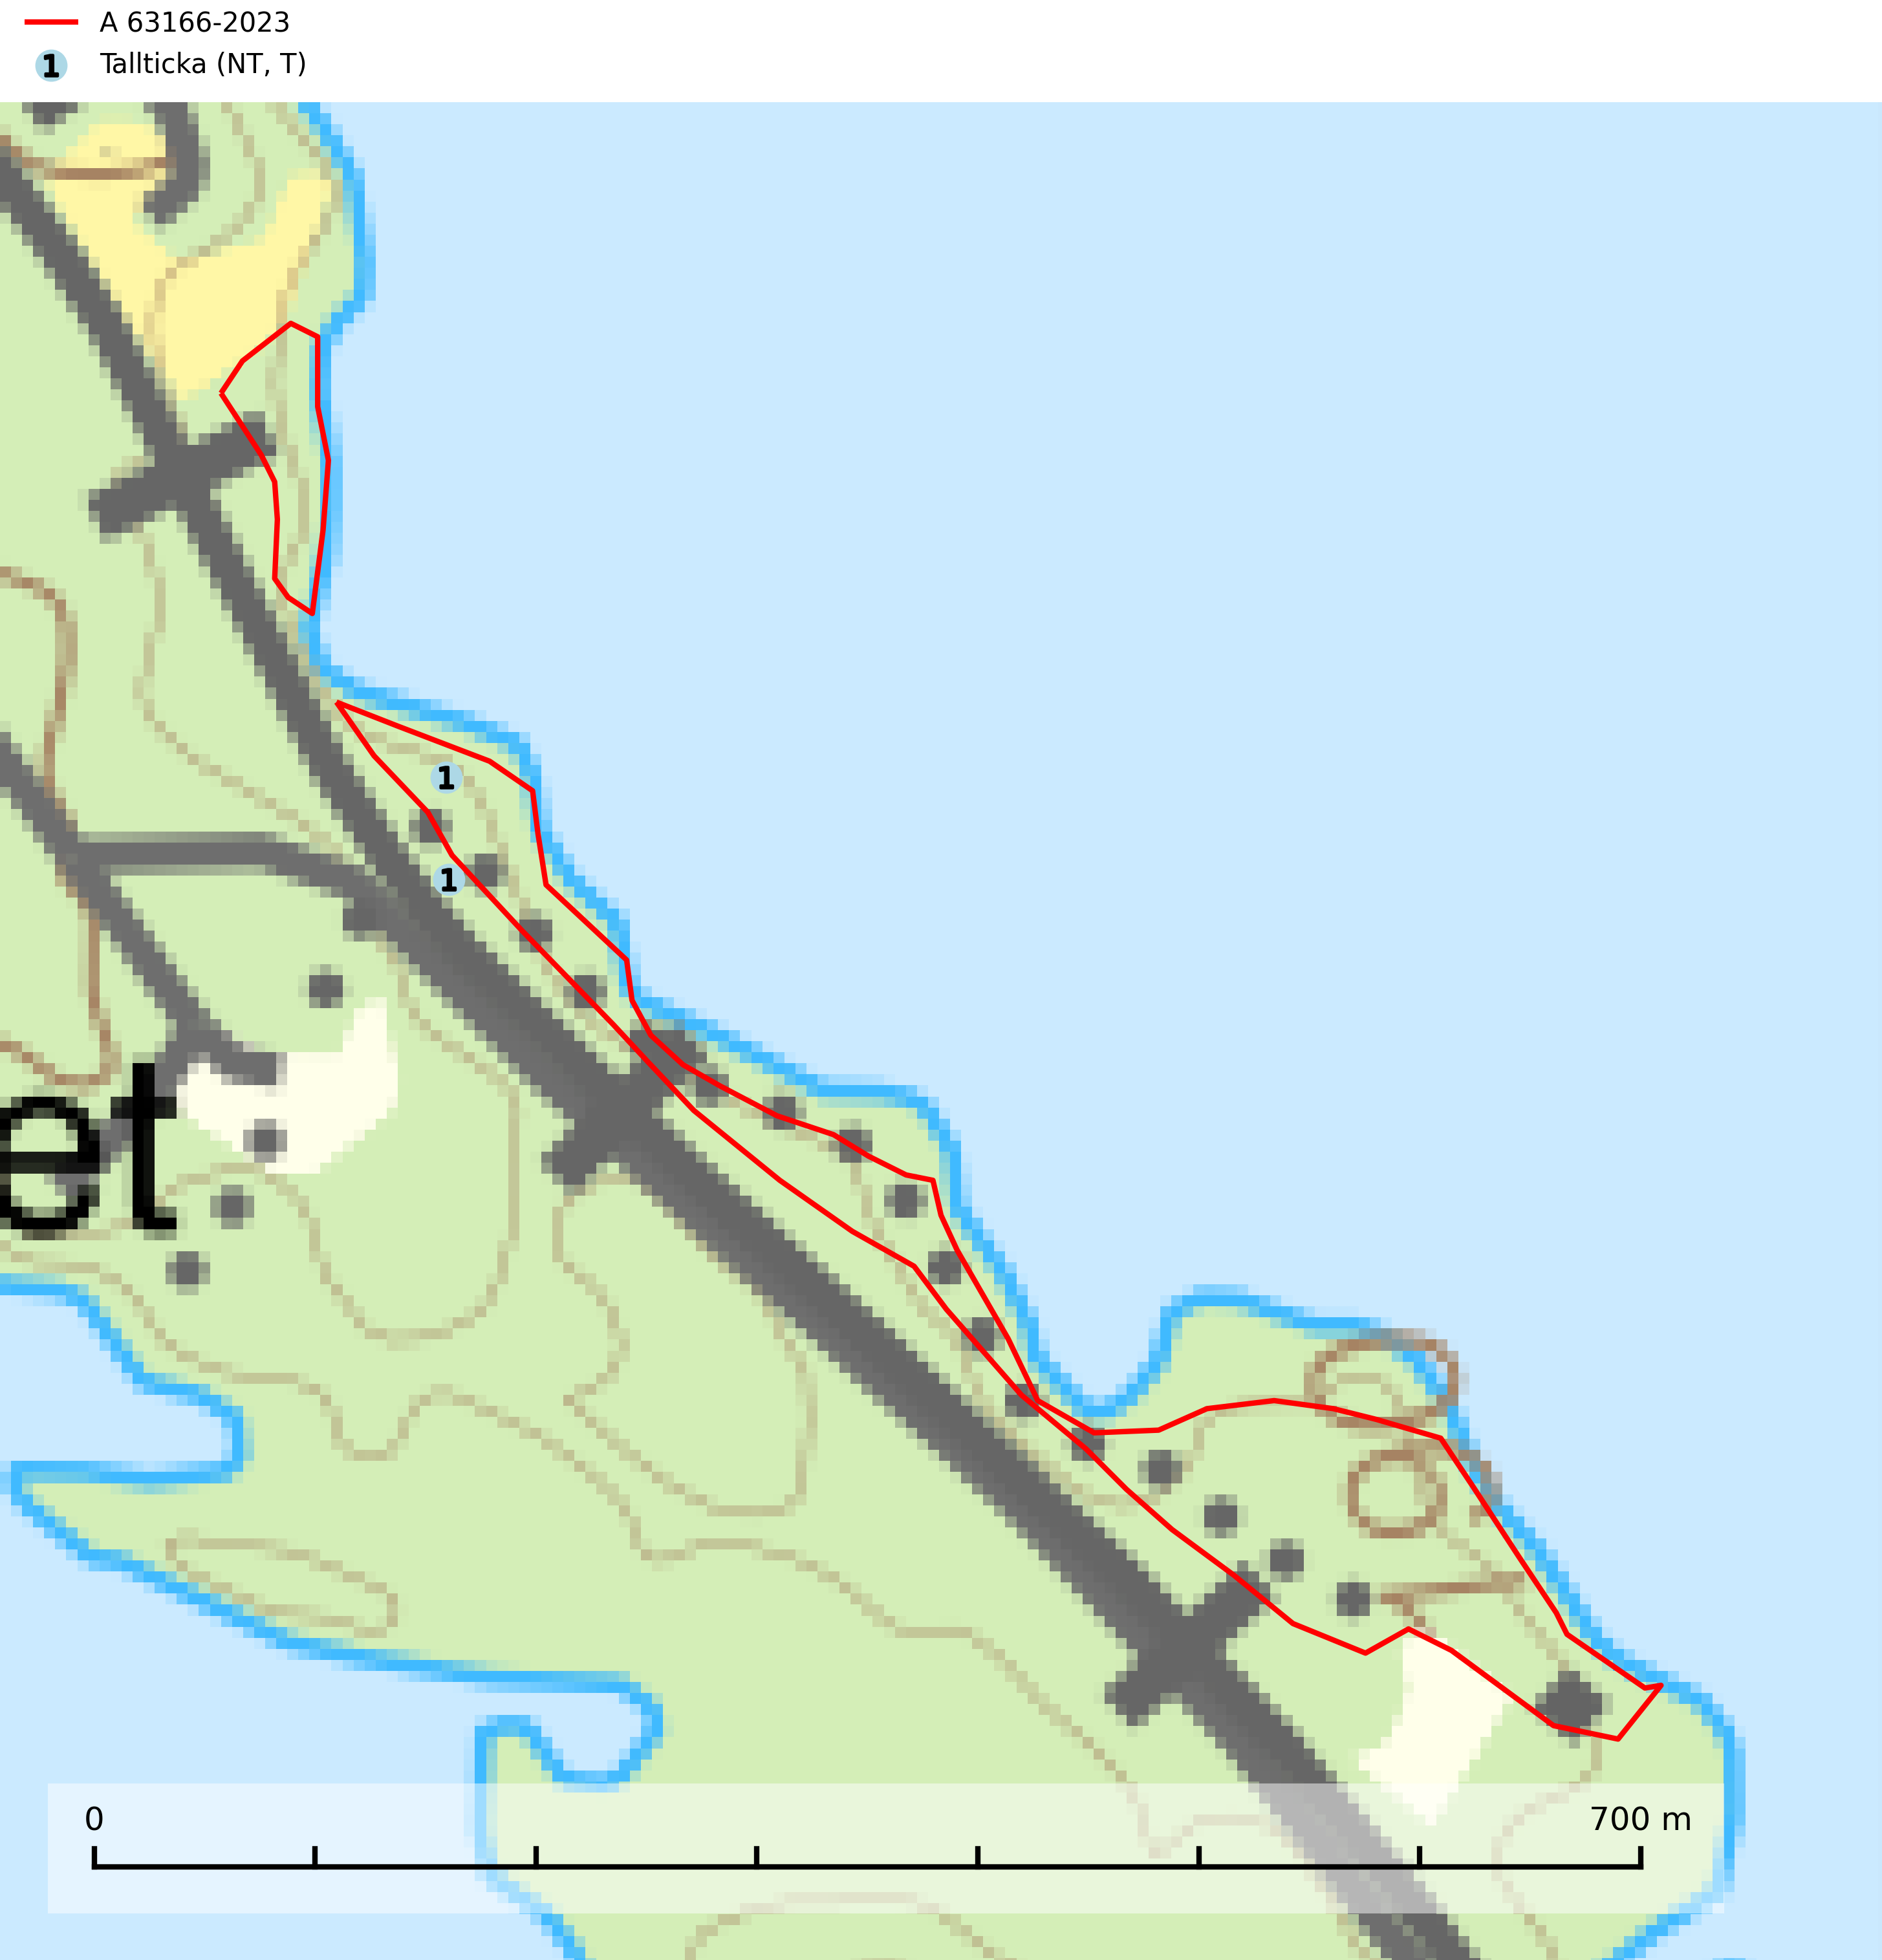 A 63166-2023
1 Tallticka (NT, T)
1
1
et
0 700 m